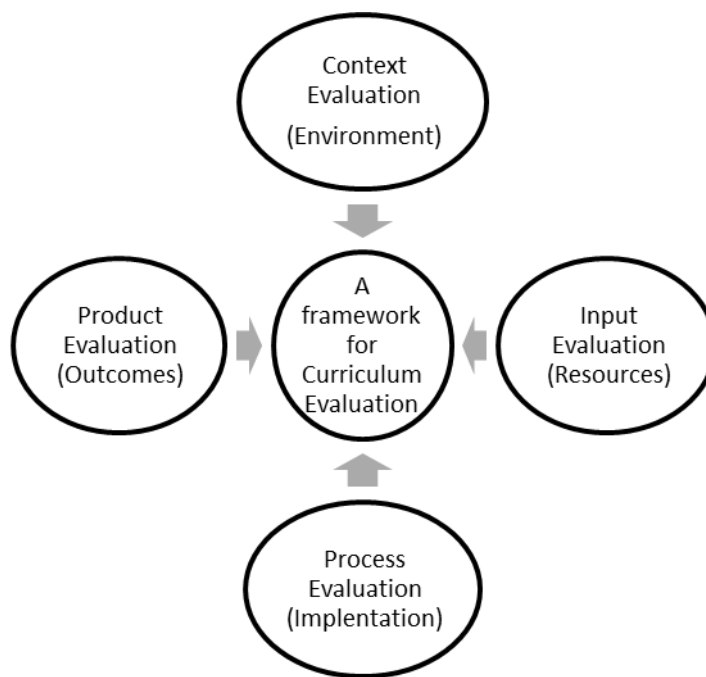 Context
Evaluation
(Environment)
Product
Evaluation
(Outcomes)
A
framework
for
Curriculum
Evaluation
Input
Evaluation
(Resources)
Process
Evaluation
(Implentation)